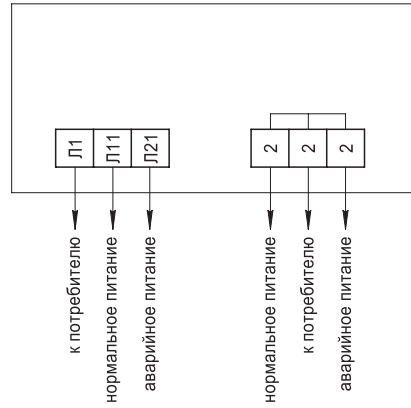 Л1
Л11
Л21
2
2
2
к потребителю
нормальное питание
аварийное питание
нормальное питание
к потребителю
аварийное питание